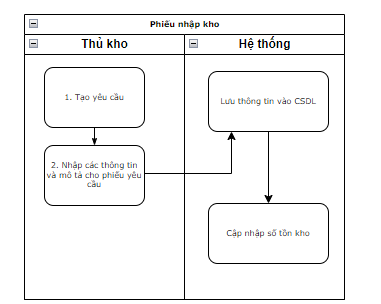 Phiếu nhập kho
Thủ kho
Hệ thống
1. Tạo yêu cầu
2. Nhập các thông tin
và mô tả cho phiếu yêu
cầu
Lưu thông tin vào CSDL
Cập nhập số tồn kho